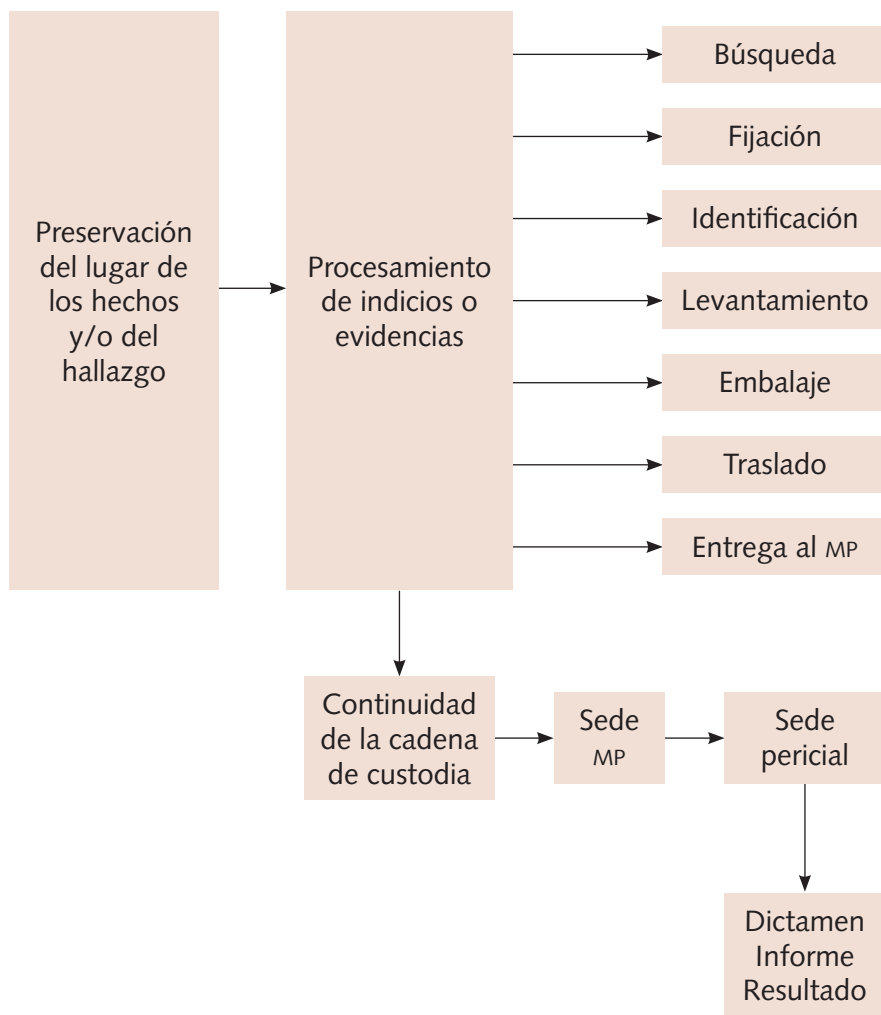 Preservación
del lugar de
los hechos
y/o del
hallazgo
Procesamiento
de indicios o
evidencias
Búsqueda
Fijación
Identificación
Levantamiento
Embalaje
Traslado
Entrega al MP
Continuidad
de la cadena
de custodia
Sede
MP
Sede
pericial
Dictamen
Informe
Resultado